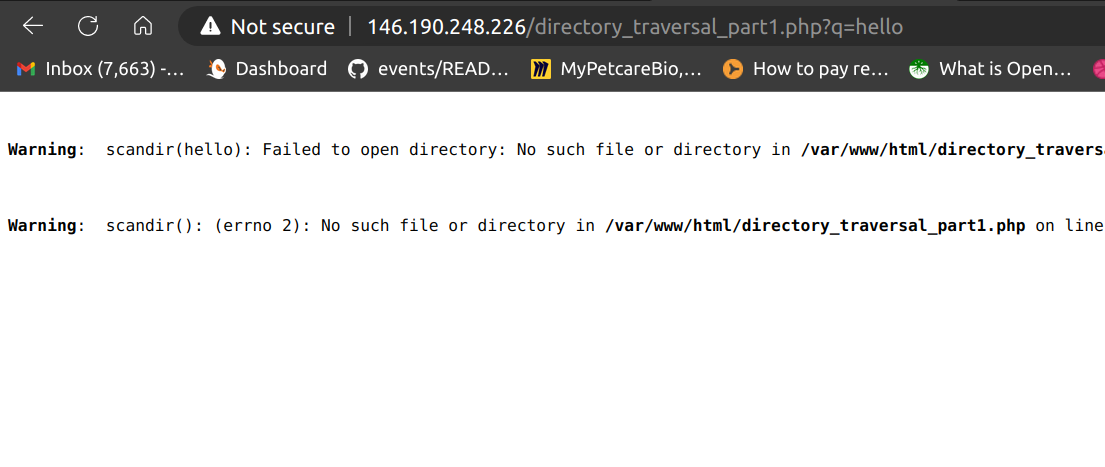 Not secure | 146.190.248.226/directory_traversal_part1.php?q=hello
Inbox (7,663) -... Dashboard events/READ... MyPetcareBio,... How to pay re... What is Open...
Warning: scandir(hello): Failed to open directory: No such file or directory in /var/www/html/directory_travers
Warning: scandir(): (errno 2): No such file or directory in /var/www/html/directory_traversal_part1.php on line